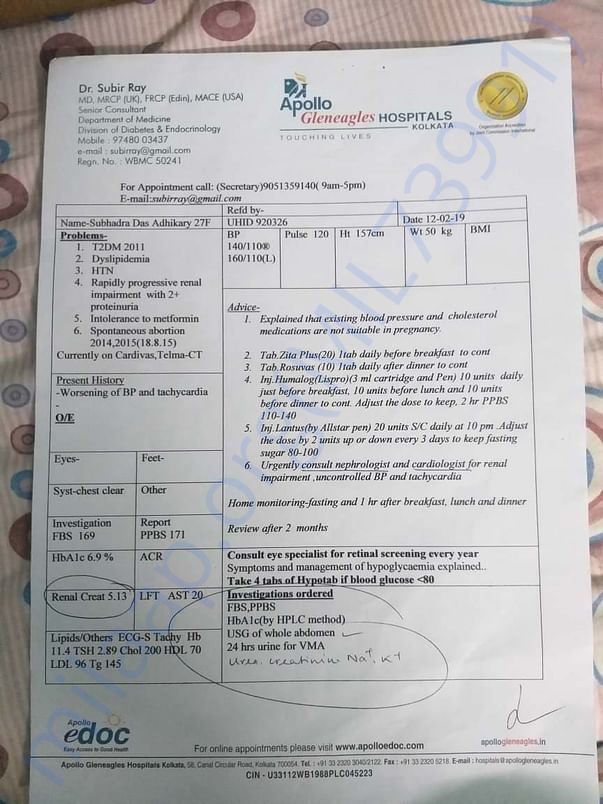 Dr. Subir Ray
MD, MRCP (UK), FRCP (Edin), MACE (USA)
Senior Consultant
Department of Medicine
Division of Diabetes & Endocrinology
Mobile : 97480 03437
e-mail : subirray@gmail.com
Regn. No. : WBMC 50241
Apollo
Gleneagles HOSPITALS
KOLKATA
TOUCHING LIVES
Organization Accredited
by Joint Commission International
For Appointment call: (Secretary)9051359140( 9am-5pm)
E-mail:subirray@gmail.com
Name-Subhadra Das Adhikary 27F
Refd by-
UHID 920326
Date 12-02-19
Problems-
1. T2DM 2011
2. Dyslipidemia
3. HTN
4. Rapidly progressive renal
impairment with 2+
proteinuria
5. Intolerance to metformin
6. Spontaneous abortion
2014,2015(18.8.15)
Currently on Cardivas,Telma-CT
BP
140/110®
160/110(L)
Pulse 120
Ht 157cm
Wt 50 kg
BMI
Present History
-Worsening of BP and tachycardia
O/E
-
Advice-
1. Explained that existing blood pressure and cholesterol
medications are not suitable in pregnancy.
2. Tab.Zita Plus(20) 1tab daily before breakfast to cont
3. Tab.Rosuvas (10) 1tab daily after dinner to cont
4. Inj.Humalog(Lispro)(3 ml cartridge and Pen) 10 units daily
just before breakfast, 10 units before lunch and 10 units
before dinner to cont. Adjust the dose to keep, 2 hr PPBS
110-140
5. Inj.Lantus(by Allstar pen) 20 units S/C daily at 10 pm .Adjust
the dose by 2 units up or down every 3 days to keep fasting
sugar 80-100
6. Urgently consult nephrologist and cardiologist for renal
impairment ,uncontrolled BP and tachycardia
Home monitoring-fasting and 1 hr after breakfast, lunch and dinner
Review after 2 months
Eyes-
-
Feet-
Syst-chest clear
Other
Investigation
FBS 169
Report
PPBS 171
HbA1c 6.9 %
ACR
Consult eye specialist for retinal screening every year
Symptoms and management of hypoglycaemia explained..
Take 4 tabs of Hypotab if blood glucose <80
Renal Creat 5.13
LFT AST 20
Investigations ordered
FBS,PPBS
HbA1c(by HPLC method)
USG of whole abdomen
24 hrs urine for VMA
Urea, creatinin Na+, K+
Lipids/Others ECG-S Tachy Hb
11.4 TSH 2.89 Chol 200 HDL 70
LDL 96 Tg 145
Apollo
edoc
Easy Access to Good Health
For online appointments please visit www.apolloedoc.com
apollogleneagles.in
Apollo Gleneagles Hospitals Kolkata, 58, Canal Circular Road, Kolkata 700054. Tel. : +91 33 2320 3040/2122. Fax : +91 33 2320 5218. E-mail : hospitals@apollogleneagles.in
CIN - U33112WB1988PLC045223